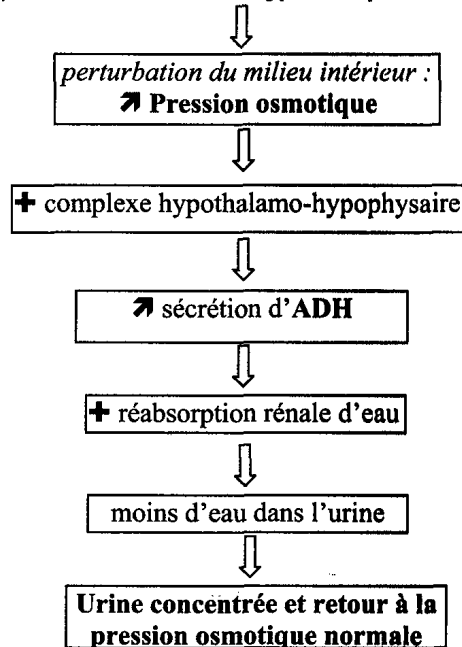 perturbation du milieu intérieur :
↗ Pression osmotique
+ complexe hypothalamo-hypophysaire
↗ sécrétion d'ADH
+ réabsorption rénale d'eau
moins d'eau dans l'urine
Urine concentrée et retour à la
pression osmotique normale